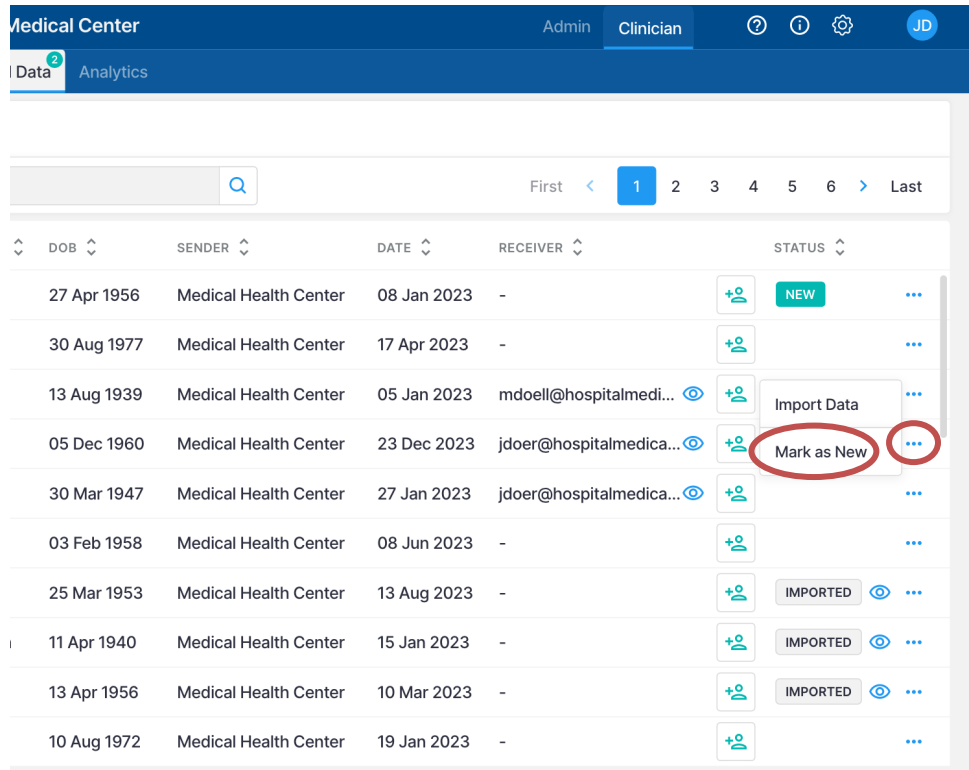 Medical Center Admin Clinician JD
Data 2 Analytics
First 1 2 3 4 5 6 Last
DOB SENDER DATE RECEIVER STATUS
27 Apr 1956 Medical Health Center 08 Jan 2023 - NEW
30 Aug 1977 Medical Health Center 17 Apr 2023 -
13 Aug 1939 Medical Health Center 05 Jan 2023 mdoell@hospitalmedi... Import Data
05 Dec 1960 Medical Health Center 23 Dec 2023 jdoer@hospitalmedica... Mark as New
30 Mar 1947 Medical Health Center 27 Jan 2023 jdoer@hospitalmedica...
03 Feb 1958 Medical Health Center 08 Jun 2023 -
25 Mar 1953 Medical Health Center 13 Aug 2023 - IMPORTED
11 Apr 1940 Medical Health Center 15 Jan 2023 - IMPORTED
13 Apr 1956 Medical Health Center 10 Mar 2023 - IMPORTED
10 Aug 1972 Medical Health Center 19 Jan 2023 -